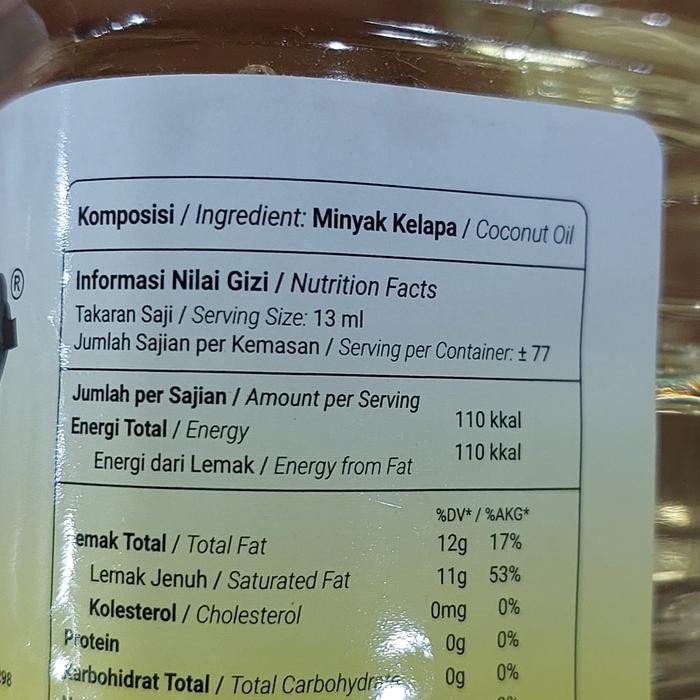 Komposisi / Ingredient: Minyak Kelapa / Coconut Oil
®
Informasi Nilai Gizi / Nutrition Facts
Takaran Saji / Serving Size: 13 ml
Jumlah Sajian per Kemasan / Serving per Container: ± 77
Jumlah per Sajian / Amount per Serving
Energi Total / Energy 110 kkal
Energi dari Lemak / Energy from Fat 110 kkal
%DV* / %AKG*
Lemak Total / Total Fat 12g 17%
Lemak Jenuh / Saturated Fat 11g 53%
Kolesterol / Cholesterol 0mg 0%
Protein 0g 0%
Karbohidrat Total / Total Carbohydrate 0g 0%
298